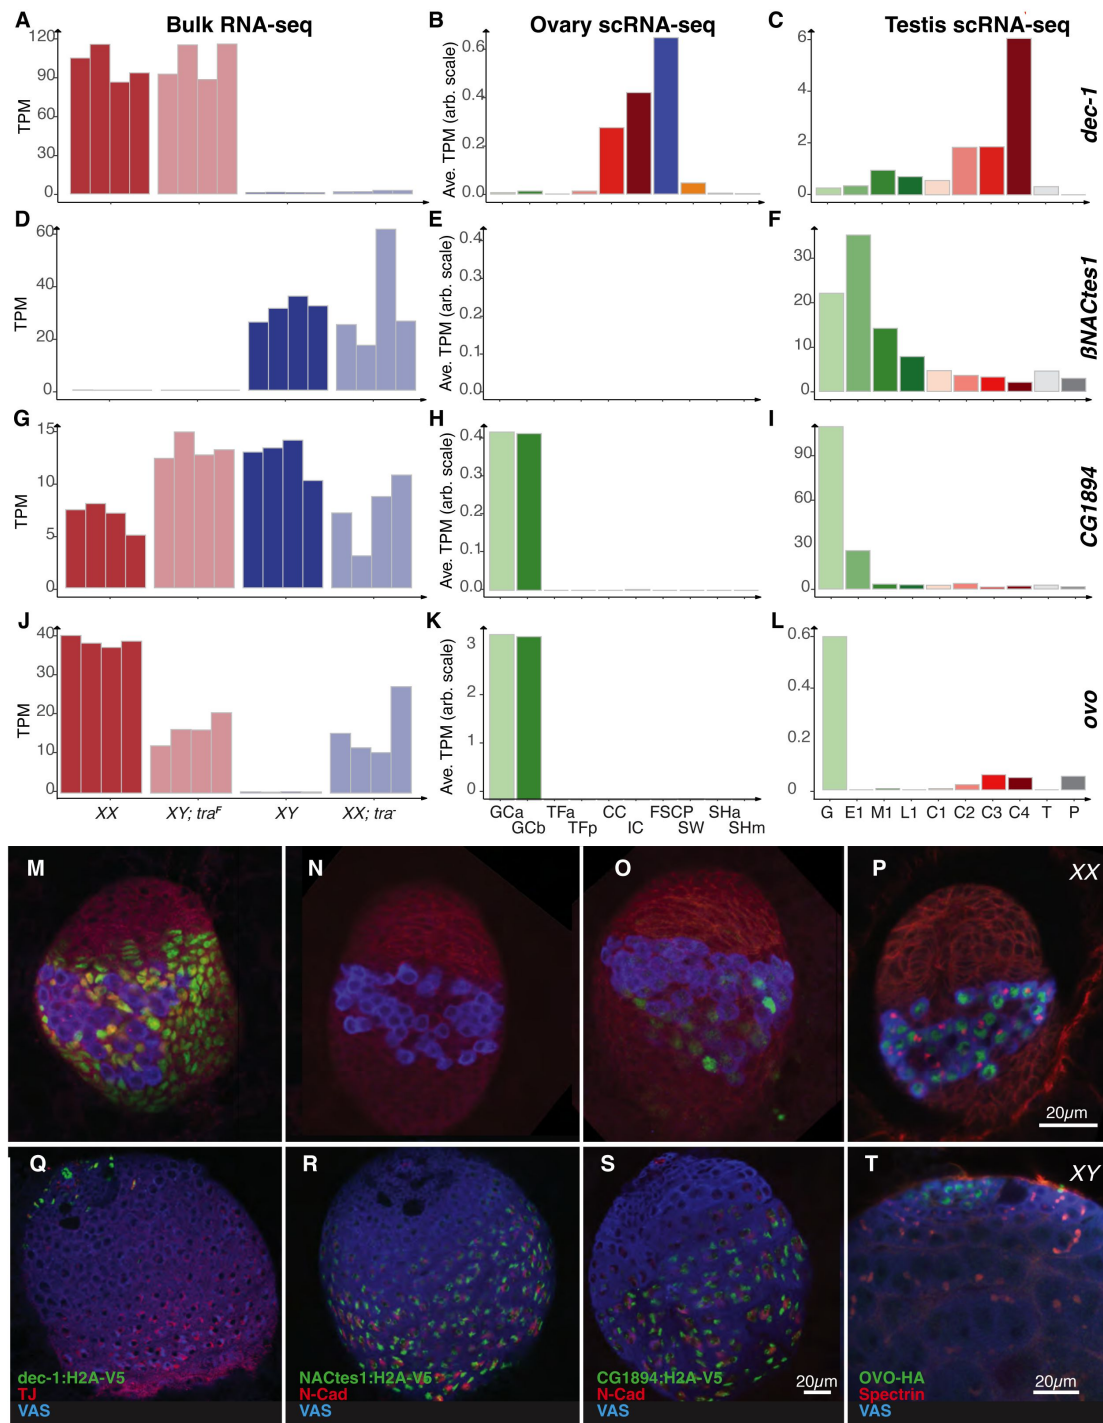 A
Bulk RNA-seq
B
Ovary scRNA-seq
C
Testis scRNA-seq
TPM
120
90
60
30
0
Ave. TPM (arb. scale)
0.6
0.4
0.2
0.0
6
4
2
0
dec-1
D
E
F
TPM
60
40
20
0
Ave. TPM (arb. scale)
0.4
0.3
0.2
0.1
0.0
30
20
10
0
ßNACtes1
G
H
I
TPM
15
10
5
0
Ave. TPM (arb. scale)
0.4
0.3
0.2
0.1
0.0
90
60
30
0
CG1894
J
K
L
TPM
40
30
20
10
0
Ave. TPM (arb. scale)
3
2
1
0
0.6
0.4
0.2
0
ovo
XX XY; traF XY XX; tra-
GCa TFa CC FSCP SHa
GCb TFp IC SW SHm
G E1 M1 L1 C1 C2 C3 C4 T P
M
N
O
P
XX
20µm
Q
R
S
T
XY
dec-1:H2A-V5
TJ
VAS
NACtes1:H2A-V5
N-Cad
VAS
CG1894:H2A-V5
N-Cad
VAS
20µm
OVO-HA
Spectrin
VAS
20µm